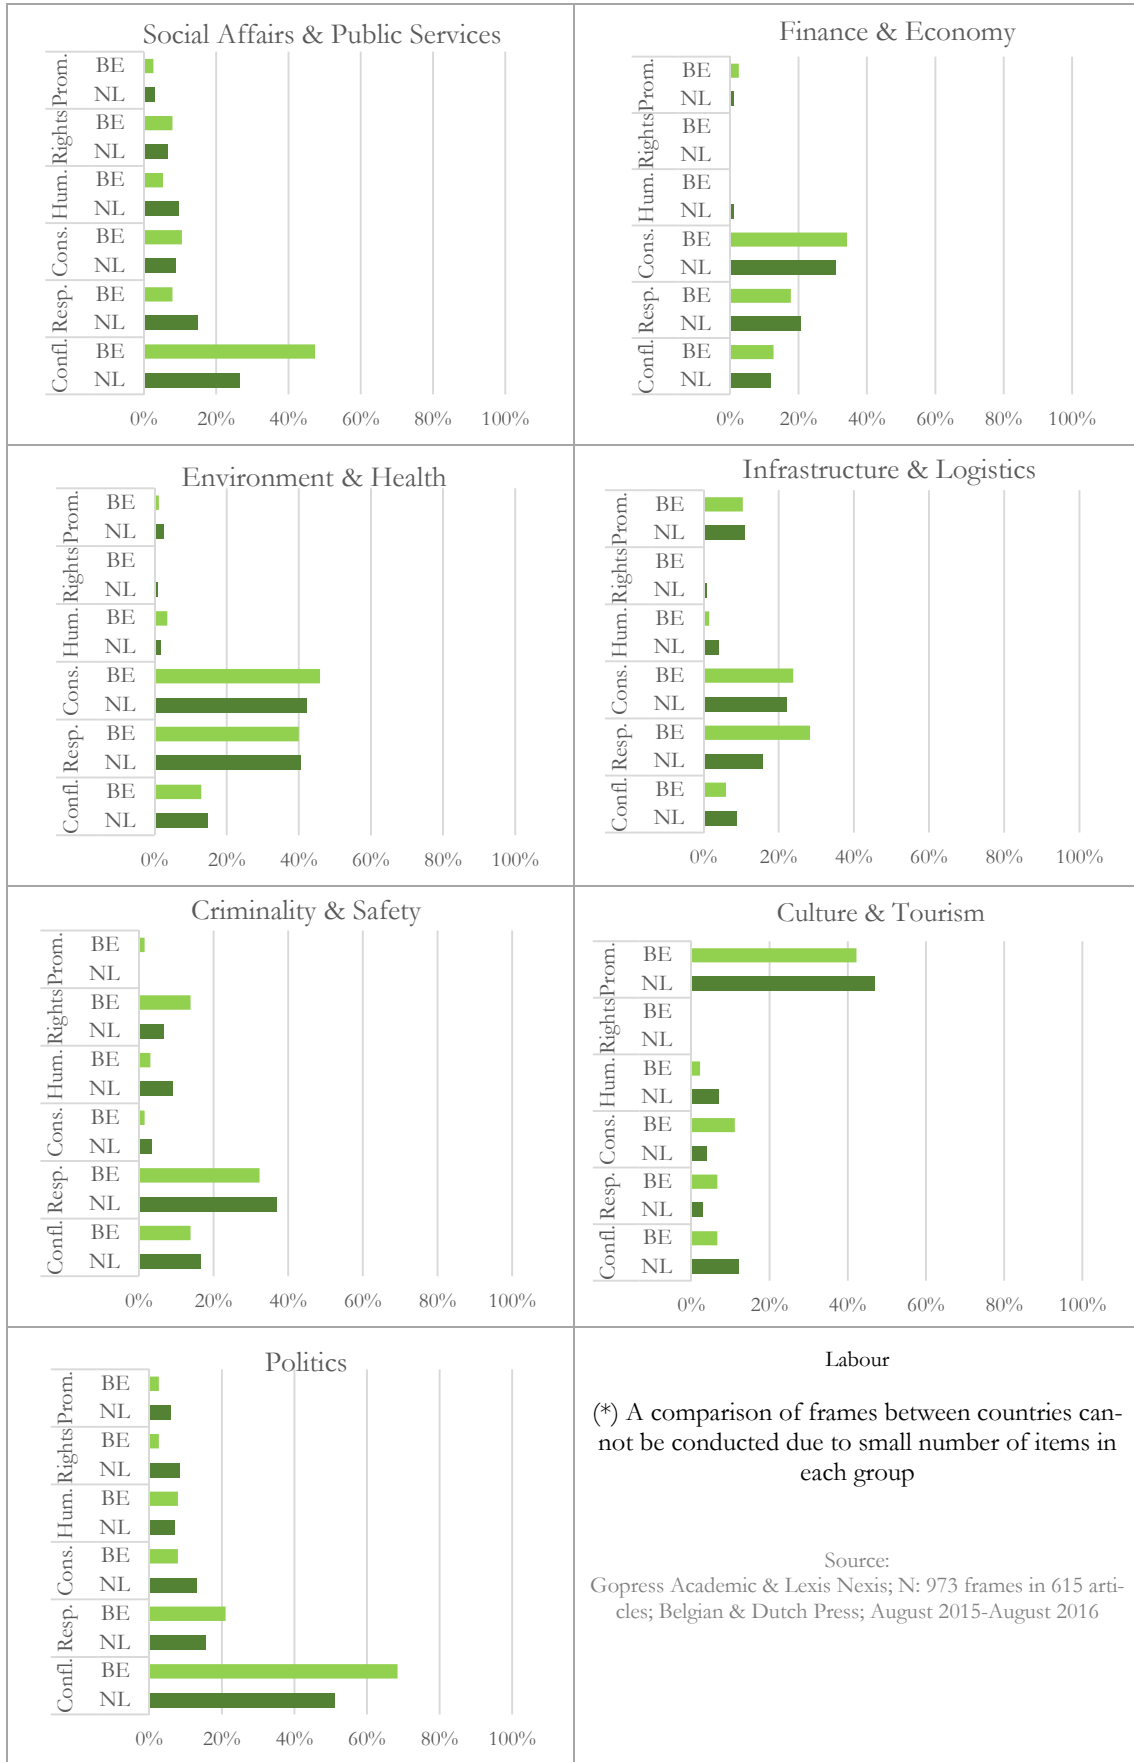 Social Affairs & Public Services
Prom.
BE
NL
Rights
BE
NL
Hum.
BE
NL
Cons.
BE
NL
Resp.
BE
NL
Confl.
BE
NL
0% 20% 40% 60% 80% 100%
Finance & Economy
Prom.
BE
NL
Rights
BE
NL
Hum.
BE
NL
Cons.
BE
NL
Resp.
BE
NL
Confl.
BE
NL
0% 20% 40% 60% 80% 100%
Environment & Health
Prom.
BE
NL
Rights
BE
NL
Hum.
BE
NL
Cons.
BE
NL
Resp.
BE
NL
Confl.
BE
NL
0% 20% 40% 60% 80% 100%
Infrastructure & Logistics
Prom.
BE
NL
Rights
BE
NL
Hum.
BE
NL
Cons.
BE
NL
Resp.
BE
NL
Confl.
BE
NL
0% 20% 40% 60% 80% 100%
Criminality & Safety
Prom.
BE
NL
Rights
BE
NL
Hum.
BE
NL
Cons.
BE
NL
Resp.
BE
NL
Confl.
BE
NL
0% 20% 40% 60% 80% 100%
Culture & Tourism
Prom.
BE
NL
Rights
BE
NL
Hum.
BE
NL
Cons.
BE
NL
Resp.
BE
NL
Confl.
BE
NL
0% 20% 40% 60% 80% 100%
Politics
Prom.
BE
NL
Rights
BE
NL
Hum.
BE
NL
Cons.
BE
NL
Resp.
BE
NL
Confl.
BE
NL
0% 20% 40% 60% 80% 100%
Labour
(*) A comparison of frames between countries can-
not be conducted due to small number of items in
each group
Source:
Gopress Academic & Lexis Nexis; N: 973 frames in 615 arti-
cles; Belgian & Dutch Press; August 2015-August 2016